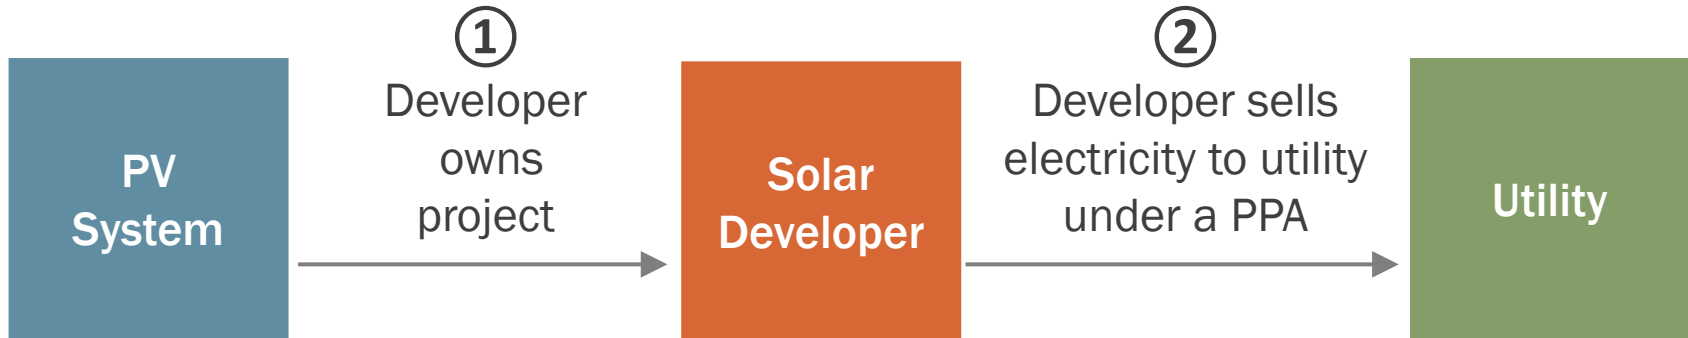 PV
System
①
Developer
owns
project
Solar
Developer
②
Developer sells
electricity to utility
under a PPA
Utility